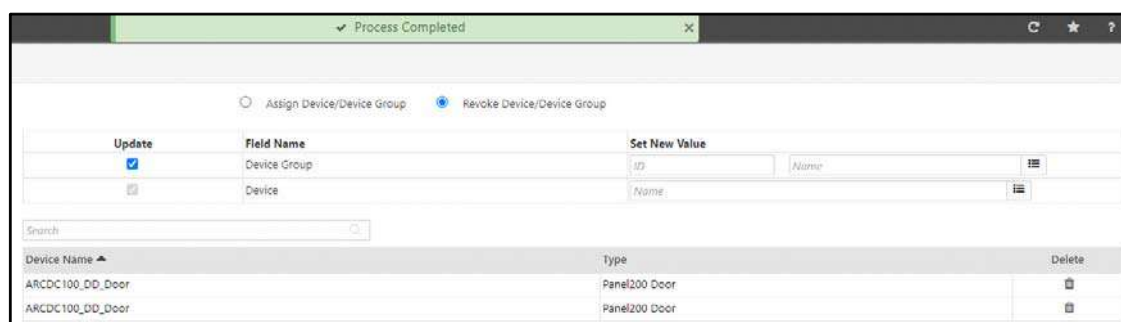 ✔ Process Completed ✕ ?
Assign Device/Device Group Revoke Device/Device Group
Update Field Name Set New Value
Device Group ID Name
Device Name
Search
Device Name Type Delete
ARCDC100_DD_Door Panel200 Door
ARCDC100_DD_Door Panel200 Door